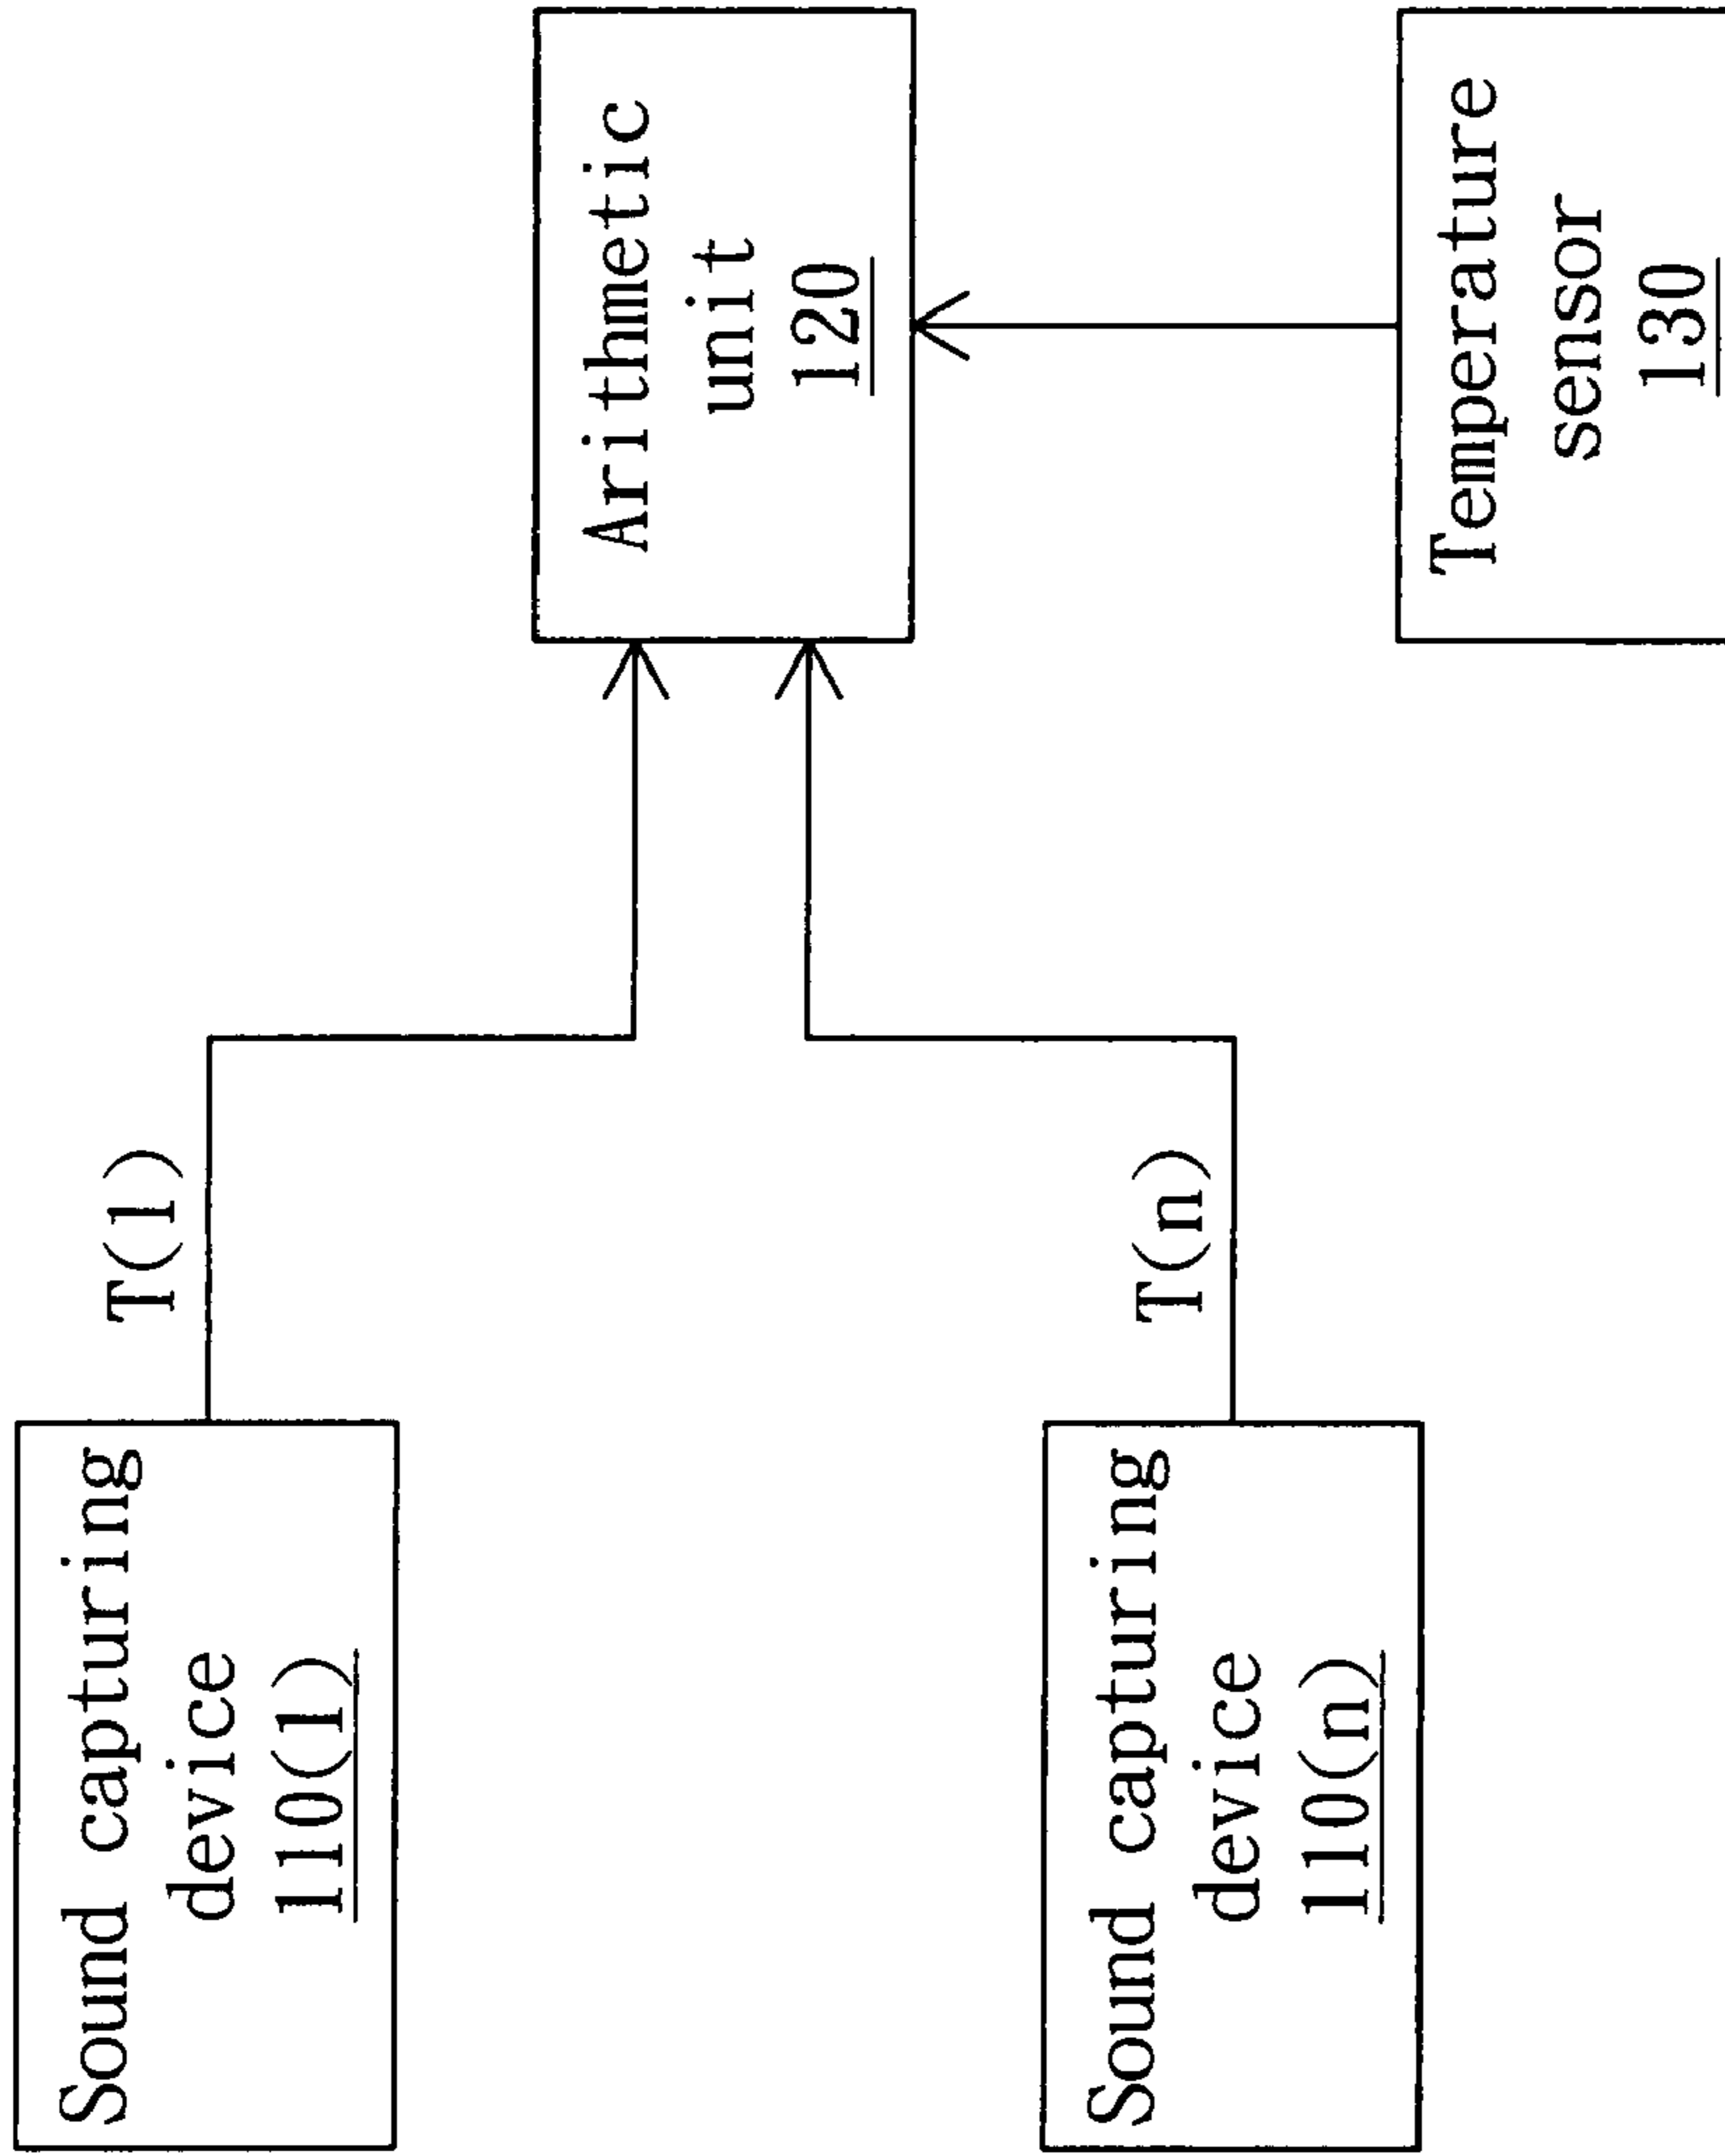 Sound capturing
device
110(1)
T(1)
Arithmetic
unit
120
Sound capturing
device
110(n)
T(n)
Temperature
sensor
130